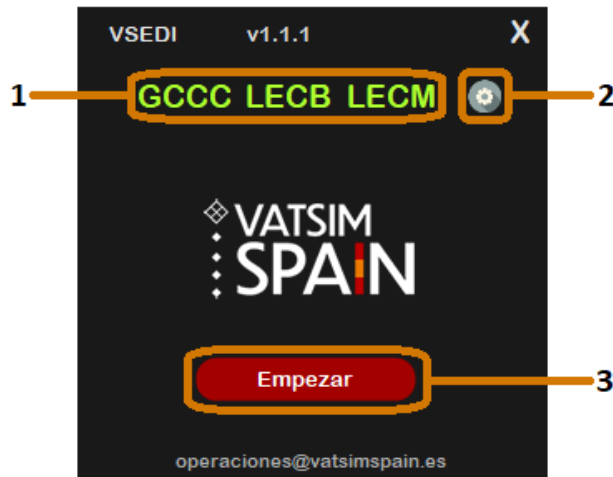 VSEDI v1.1.1 X
1 GCCC LECB LECM 2
VATSIM
SPAIN
Empezar 3
operaciones@vatsimspain.es